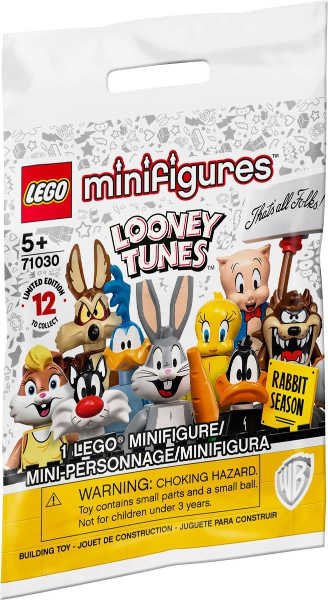 LEGO
minifigures
5+
71030
LOONEY
TUNES™
That's all Folks!
LIMITED EDITION
12
TO COLLECT
RABBIT
SEASON
1 LEGO® MINIFIGURE/
MINI-PERSONNAGE/MINIFIGURA
WARNING: CHOKING HAZARD.
Toy contains small parts and a small ball.
Not for children under 3 years.
WB
BUILDING TOY - JOUET DE CONSTRUCTION - JUGUETE PARA CONSTRUIR